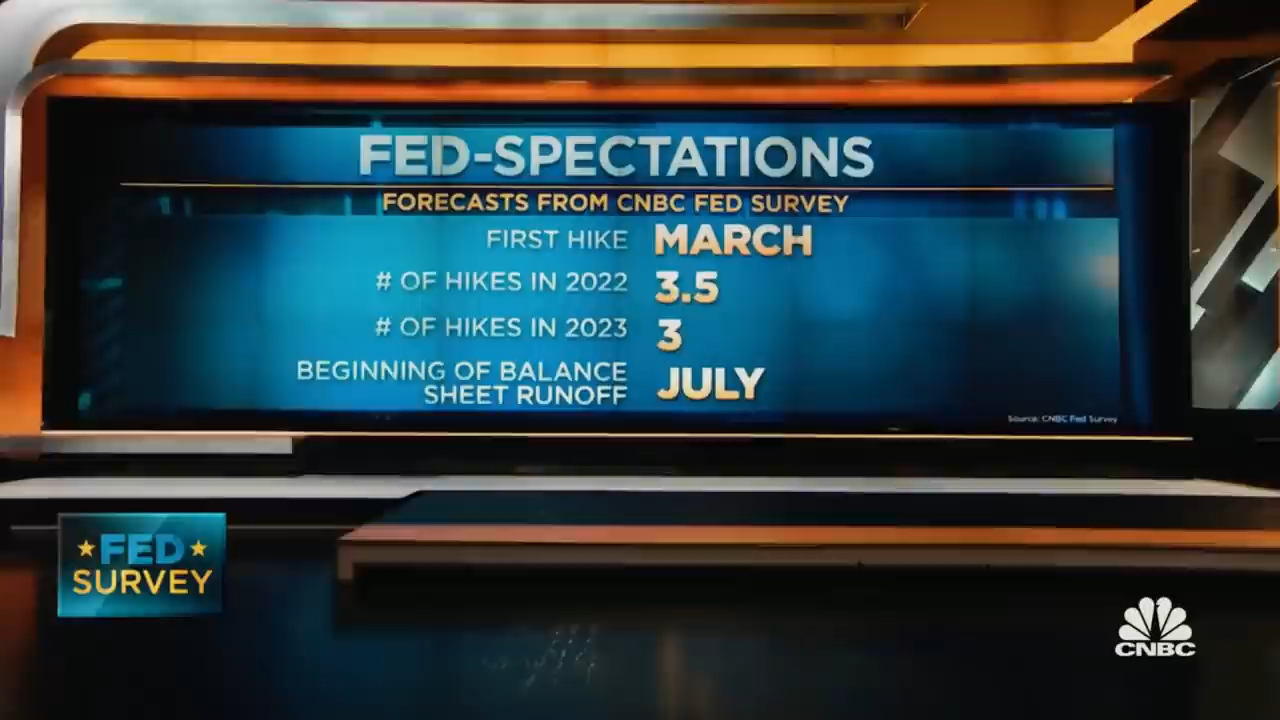 FED-SPECTATIONS
FORECASTS FROM CNBC FED SURVEY
FIRST HIKE MARCH
# OF HIKES IN 2022 3.5
# OF HIKES IN 2023 3
BEGINNING OF BALANCE
SHEET RUNOFF JULY
Source: CNBC Fed Survey
★FED★
SURVEY
CNBC